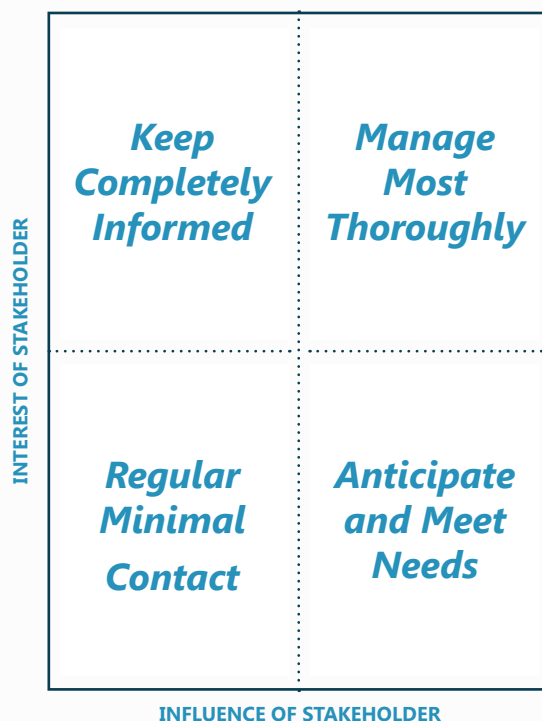 Keep
Completely
Informed
Manage
Most
Thoroughly
INTEREST OF STAKEHOLDER
Regular
Minimal
Contact
Anticipate
and Meet
Needs
INFLUENCE OF STAKEHOLDER